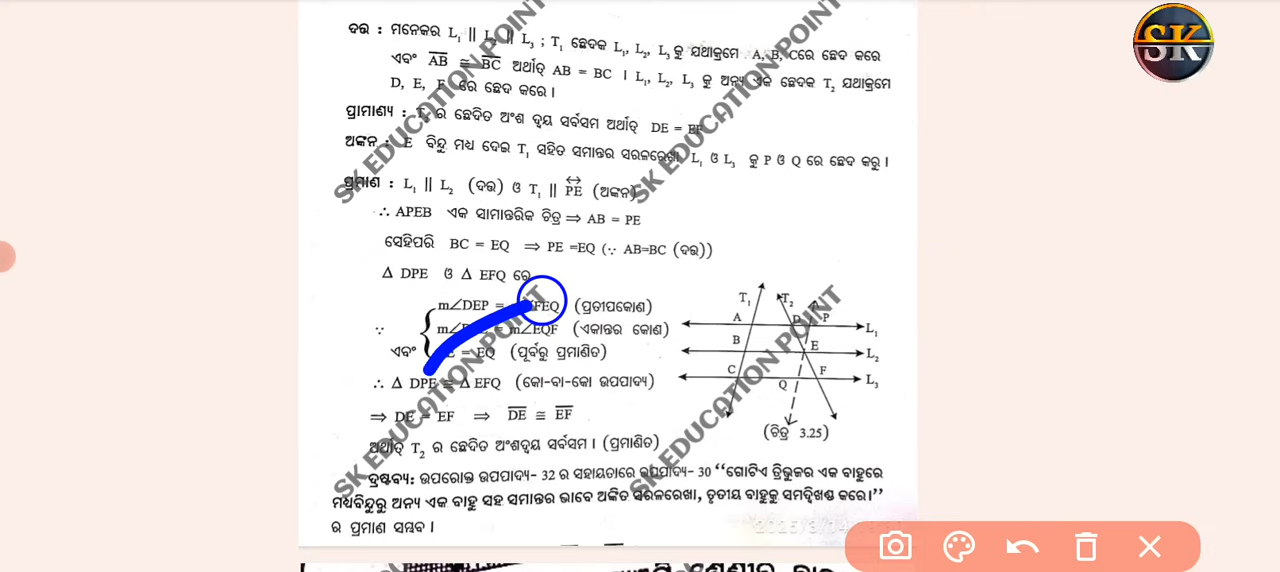 ଦତ୍ତ : ମନେକର L₁ || L₂ || L₃ ; T₁ ଛେଦକ L₁, L₂, L₃ କୁ ଯଥାକ୍ରମେ A, B, C ରେ ଛେଦ କରେ
ଏବଂ AB ≅ BC ଅର୍ଥାତ୍ AB = BC । L₁, L₂, L₃ କୁ ଅନ୍ୟ ଏକ ଛେଦକ T₂ ଯଥାକ୍ରମେ
D, E, F ରେ ଛେଦ କରେ ।
ପ୍ରାମାଣ୍ୟ : T₂ ର ଛେଦିତ ଅଂଶ ଦ୍ୱୟ ସର୍ବସମ ଅର୍ଥାତ୍ DE = EF
ଅଙ୍କନ : E ବିନ୍ଦୁ ମଧ୍ୟ ଦେଇ T₁ ସହିତ ସମାନ୍ତର ସରଳରେଖା L₁ ଓ L₃ କୁ P ଓ Q ରେ ଛେଦ କରୁ ।
ପ୍ରମାଣ : L₁ || L₂ (ଦତ୍ତ) ଓ T₁ || PE (ଅଙ୍କନ)
∴ APEB ଏକ ସାମାନ୍ତରିକ ଚିତ୍ର ⇒ AB = PE
ସେହିପରି BC = EQ ⇒ PE =EQ (∵ AB=BC (ଦତ୍ତ))
Δ DPE ଓ Δ EFQ ରେ
m∠DEP = ∠FEQ (ପ୍ରତୀପକୋଣ)
∵ m∠ = m∠EQF (ଏକାନ୍ତର କୋଣ)
ଏବଂ = EQ (ପୂର୍ବରୁ ପ୍ରମାଣିତ)
∴ Δ DPE ≅ Δ EFQ (କୋ-ବା-କୋ ଉପପାଦ୍ୟ)
⇒ DE = EF ⇒ DE ≅ EF
ଅର୍ଥାତ୍ T₂ ର ଛେଦିତ ଅଂଶଦ୍ୱୟ ସର୍ବସମ । (ପ୍ରମାଣିତ)
T₁ T₂
A D P L₁
B E L₂
C Q F L₃
(ଚିତ୍ର 3.25)
ଦ୍ରଷ୍ଟବ୍ୟ: ଉପରୋକ୍ତ ଉପପାଦ୍ୟ- 32 ର ସହାୟତାରେ ଉପପାଦ୍ୟ- 30 “ଗୋଟିଏ ତ୍ରିଭୁଜର ଏକ ବାହୁରେ
ମଧ୍ୟବିନ୍ଦୁରୁ ଅନ୍ୟ ଏକ ବାହୁ ସହ ସମାନ୍ତର ଭାବେ ଅଙ୍କିତ ସରଳରେଖା, ତୃତୀୟ ବାହୁକୁ ସମଦ୍ୱିଖଣ୍ଡ କରେ।”
ର ପ୍ରମାଣ ସମ୍ଭବ ।
SK EDUCATION POINT
SK EDUCATION POINT
SK EDUCATION POINT
SK EDUCATION POINT
SK